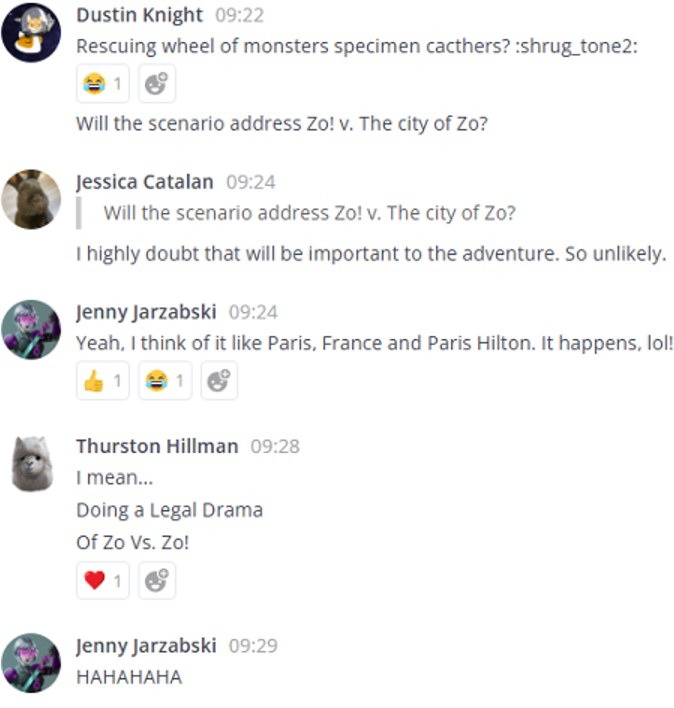 Dustin Knight 09:22
Rescuing wheel of monsters specimen cacthers? :shrug_tone2:
😂 1
Will the scenario address Zo! v. The city of Zo?
Jessica Catalan 09:24
Will the scenario address Zo! v. The city of Zo?
I highly doubt that will be important to the adventure. So unlikely.
Jenny Jarzabski 09:24
Yeah, I think of it like Paris, France and Paris Hilton. It happens, lol!
👍 1 😂 1
Thurston Hillman 09:28
I mean...
Doing a Legal Drama
Of Zo Vs. Zo!
❤️ 1
Jenny Jarzabski 09:29
HAHAHAHA